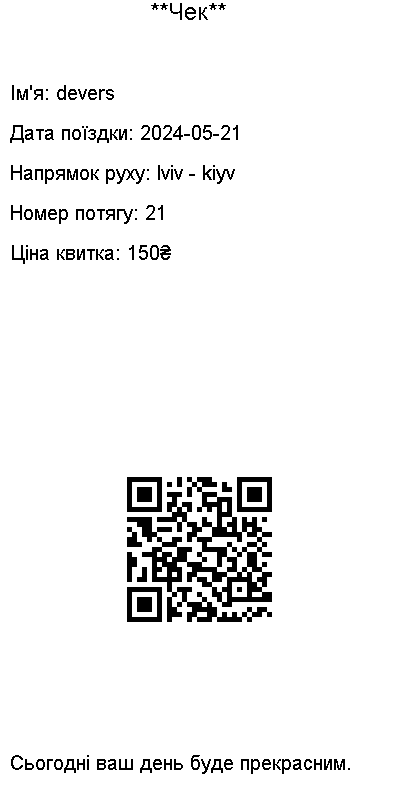 **Чек**
Ім'я: devers
Дата поїздки: 2024-05-21
Напрямок руху: lviv - kiyv
Номер потягу: 21
Ціна квитка: 150₴
Сьогодні ваш день буде прекрасним.